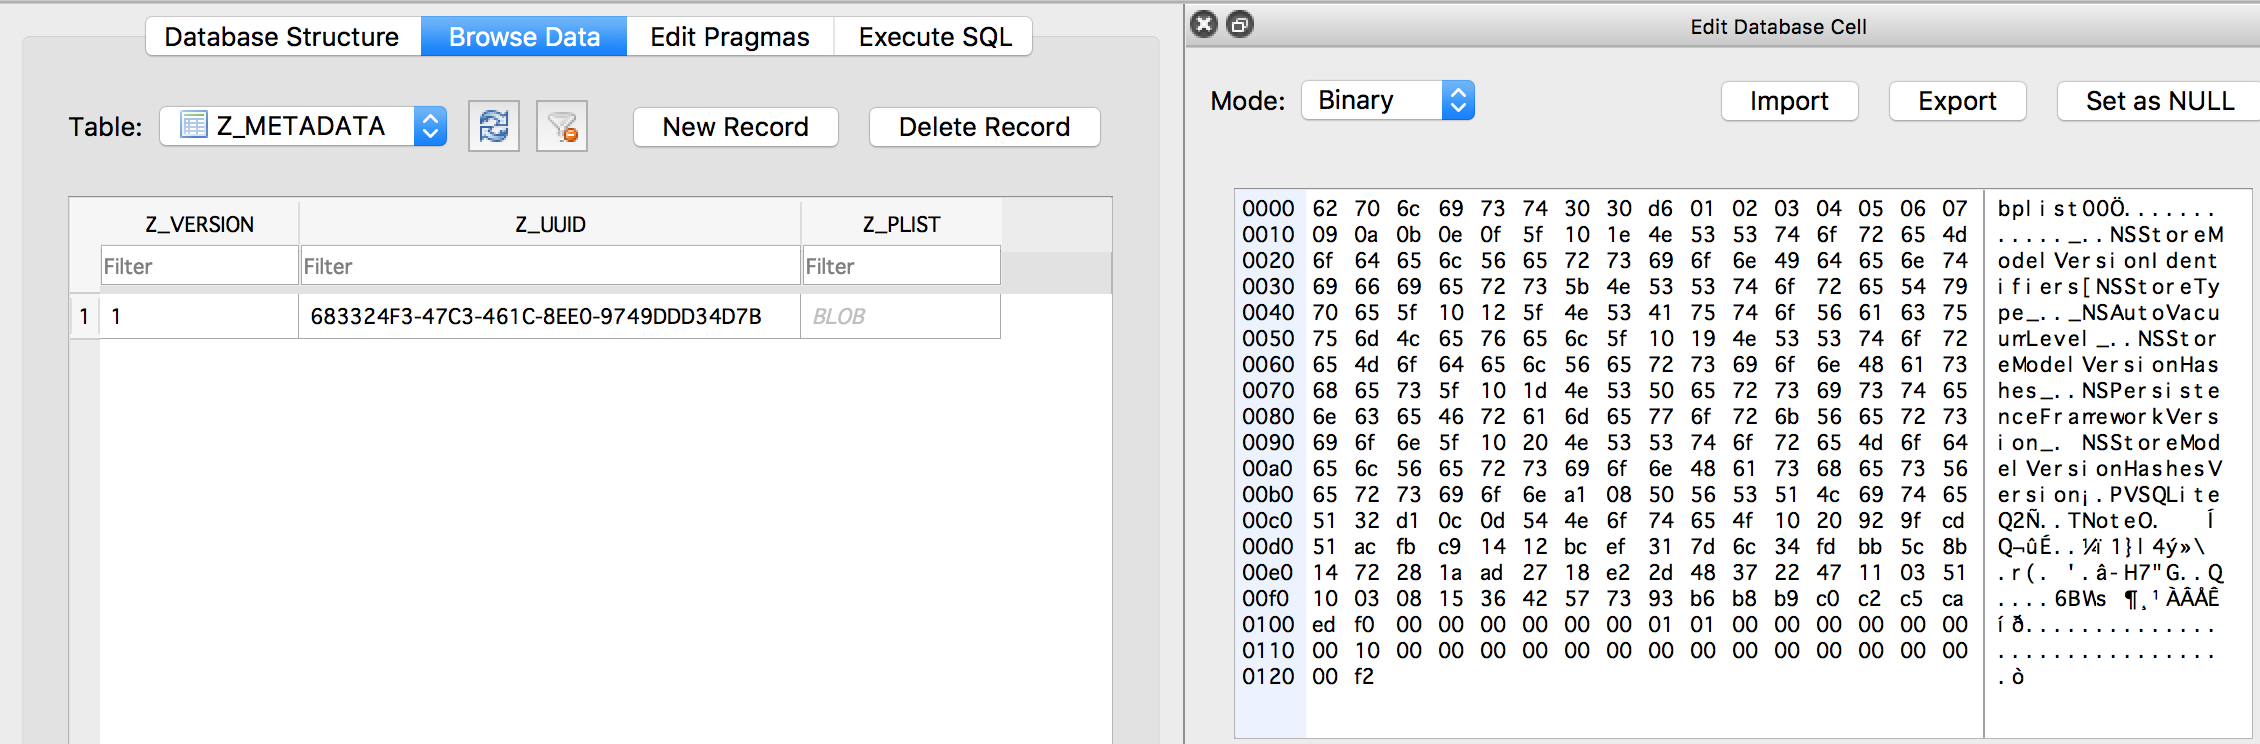 Database Structure Browse Data Edit Pragmas Execute SQL
Table: Z_METADATA New Record Delete Record
Z_VERSION Z_UUID Z_PLIST
Filter Filter Filter
1 1 683324F3-47C3-461C-8EE0-9749DDD34D7B BLOB
Edit Database Cell
Mode: Binary Import Export Set as NULL
0000 62 70 6c 69 73 74 30 30 d6 01 02 03 04 05 06 07 bplist00Ö.......
0010 09 0a 0b 0e 0f 5f 10 1e 4e 53 53 74 6f 72 65 4d ....._..NSStoreM
0020 6f 64 65 6c 56 65 72 73 69 6f 6e 49 64 65 6e 74 odelVersionIdent
0030 69 66 69 65 72 73 5b 4e 53 53 74 6f 72 65 54 79 ifiers[NSStoreTy
0040 70 65 5f 10 12 5f 4e 53 41 75 74 6f 56 61 63 75 pe_.._NSAutoVacu
0050 75 6d 4c 65 76 65 6c 5f 10 19 4e 53 53 74 6f 72 umLevel_..NSStor
0060 65 4d 6f 64 65 6c 56 65 72 73 69 6f 6e 48 61 73 eModelVersionHas
0070 68 65 73 5f 10 1d 4e 53 50 65 72 73 69 73 74 65 hes_..NSPersiste
0080 6e 63 65 46 72 61 6d 65 77 6f 72 6b 56 65 72 73 nceFrameworkVers
0090 69 6f 6e 5f 10 20 4e 53 53 74 6f 72 65 4d 6f 64 ion_. NSStoreMod
00a0 65 6c 56 65 72 73 69 6f 6e 48 61 73 68 65 73 56 elVersionHashesV
00b0 65 72 73 69 6f 6e a1 08 50 56 53 51 4c 69 74 65 ersion¡.PVSQLite
00c0 51 32 d1 0c 0d 54 4e 6f 74 65 4f 10 20 92 9f cd Q2Ñ..TNoteO. Í
00d0 51 ac fb c9 14 12 bc ef 31 7d 6c 34 fd bb 5c 8b Q¬ûÉ..¼ï1}l4ý»\
00e0 14 72 28 1a ad 27 18 e2 2d 48 37 22 47 11 03 51 .r(. '.â-H7"G..Q
00f0 10 03 08 15 36 42 57 73 93 b6 b8 b9 c0 c2 c5 ca ....6BWs ¶¸¹ÀÂÅÊ
0100 ed f0 00 00 00 00 00 00 01 01 00 00 00 00 00 00 íð..............
0110 00 10 00 00 00 00 00 00 00 00 00 00 00 00 00 00 ................
0120 00 f2 .ò